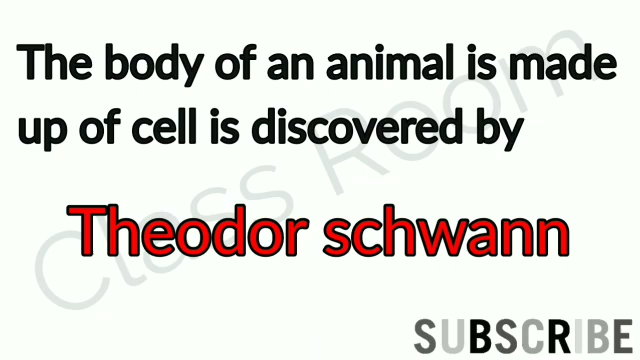 The body of an animal is made
up of cell is discovered by
Class Room
Theodor schwann
SUBSCRIBE